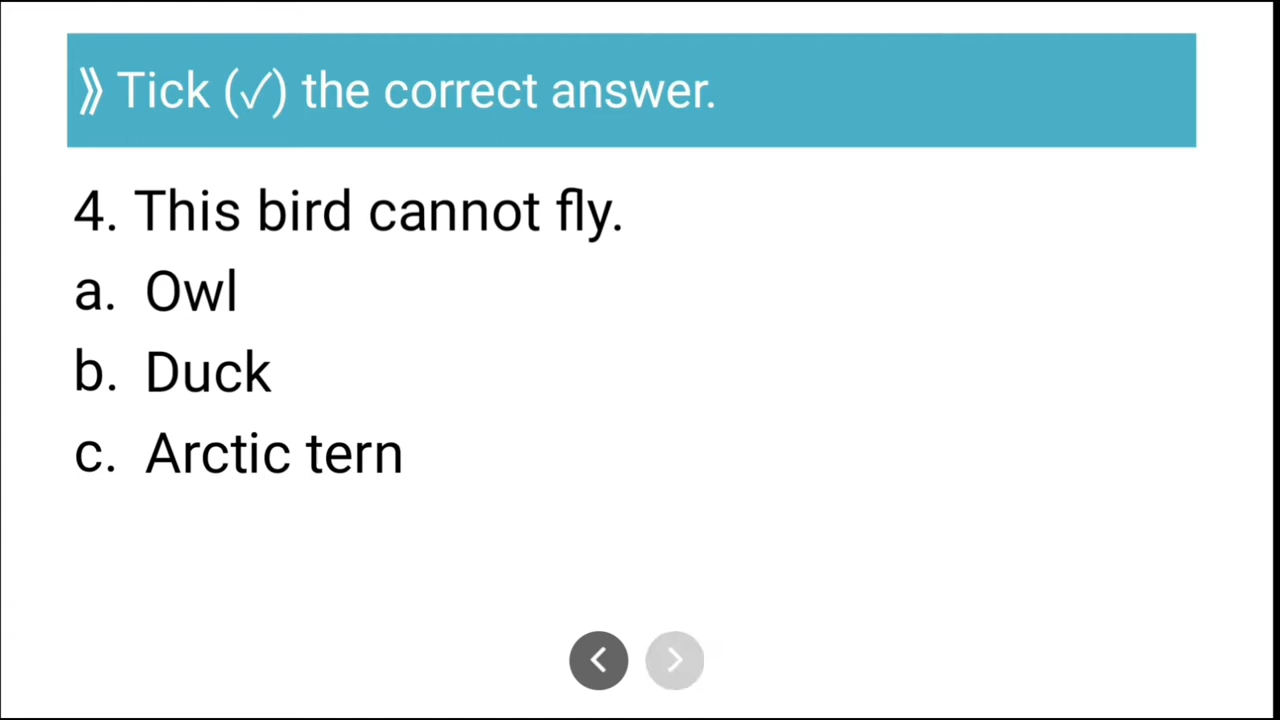 ⟫ Tick (✓) the correct answer.
4. This bird cannot fly.
a. Owl
b. Duck
c. Arctic tern